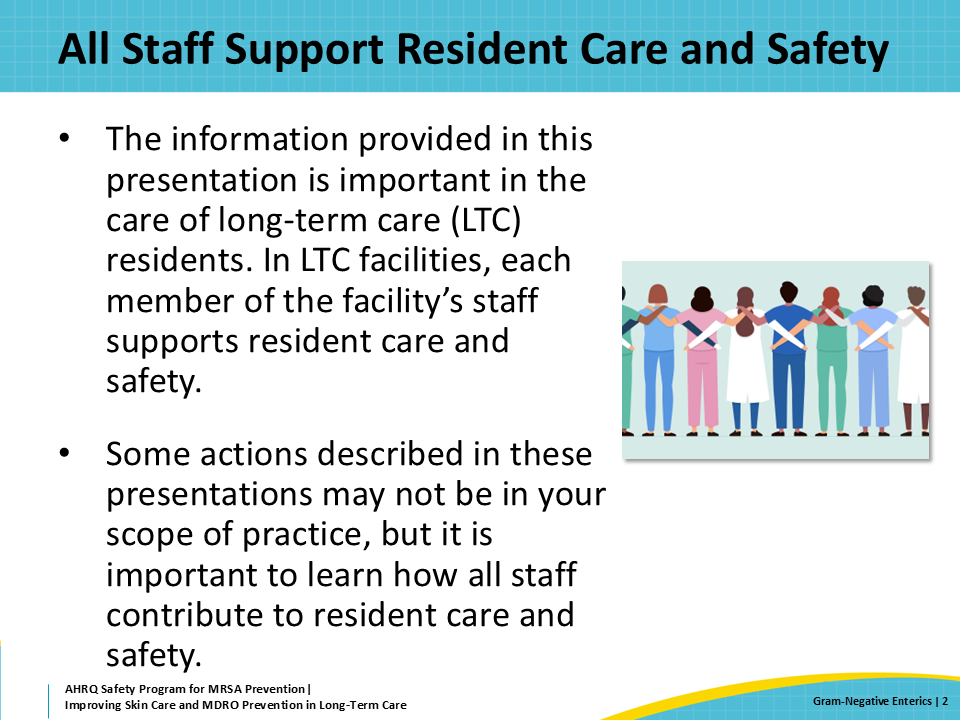 All Staff Support Resident Care and Safety
• The information provided in this
presentation is important in the
care of long-term care (LTC)
residents. In LTC facilities, each
member of the facility’s staff
supports resident care and
safety.
• Some actions described in these
presentations may not be in your
scope of practice, but it is
important to learn how all staff
contribute to resident care and
safety.
AHRQ Safety Program for MRSA Prevention|
Improving Skin Care and MDRO Prevention in Long-Term Care
Gram-Negative Enterics | 2